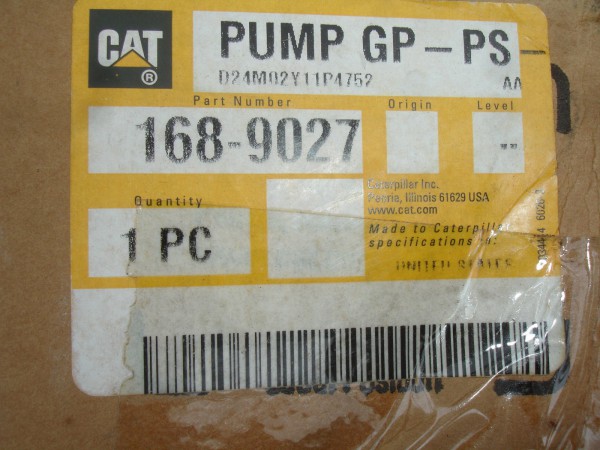 CAT®
PUMP GP-PS-
D24M02Y11P4752 AA
Part Number Origin Level
168-9027 --
Caterpillar Inc.
Peoria, Illinois 61629 USA
www.cat.com
Quantity
1 PC
Made to Caterpillar
specifications in:
UNITED STATES